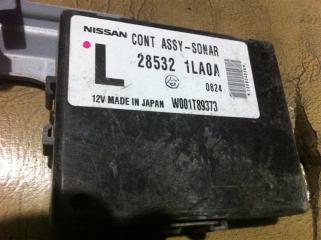 NISSAN CONT ASSY-SONAR
L 28532 1LA0A
0824
12V MADE IN JAPAN W001T89373